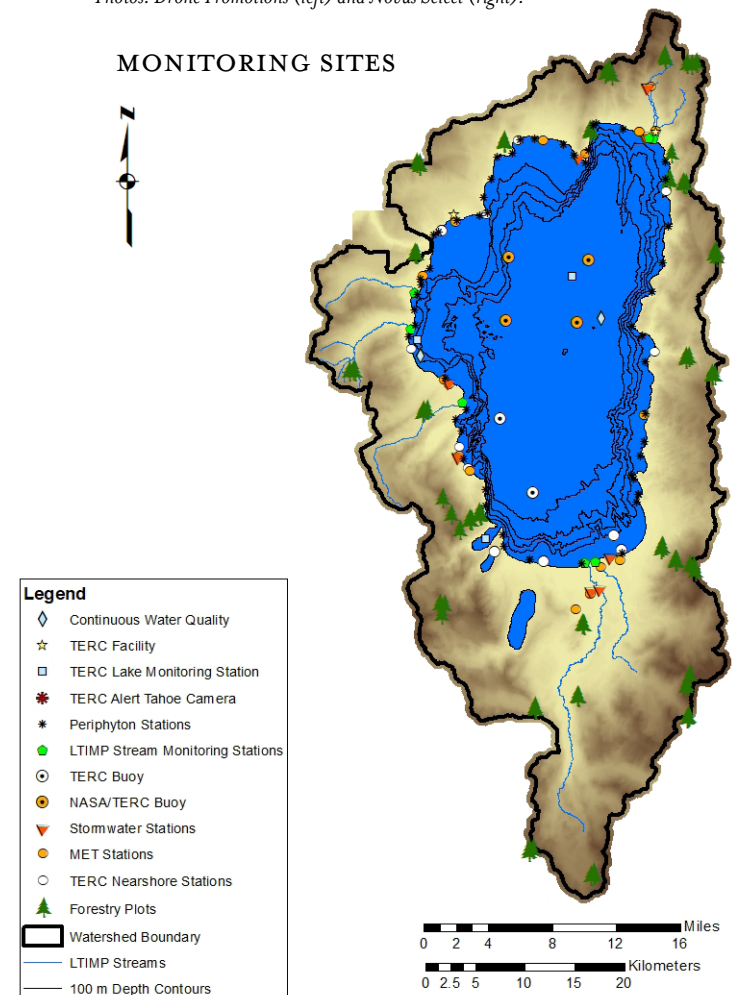 Photos: Drone Promotions (left) and Novus Select (right).
MONITORING SITES
N
Legend
Continuous Water Quality
TERC Facility
TERC Lake Monitoring Station
TERC Alert Tahoe Camera
Periphyton Stations
LTIMP Stream Monitoring Stations
TERC Buoy
NASA/TERC Buoy
Stormwater Stations
MET Stations
TERC Nearshore Stations
Forestry Plots
Watershed Boundary
LTIMP Streams
100 m Depth Contours
Miles
0 2 4 8 12 16
Kilometers
0 2.5 5 10 15 20